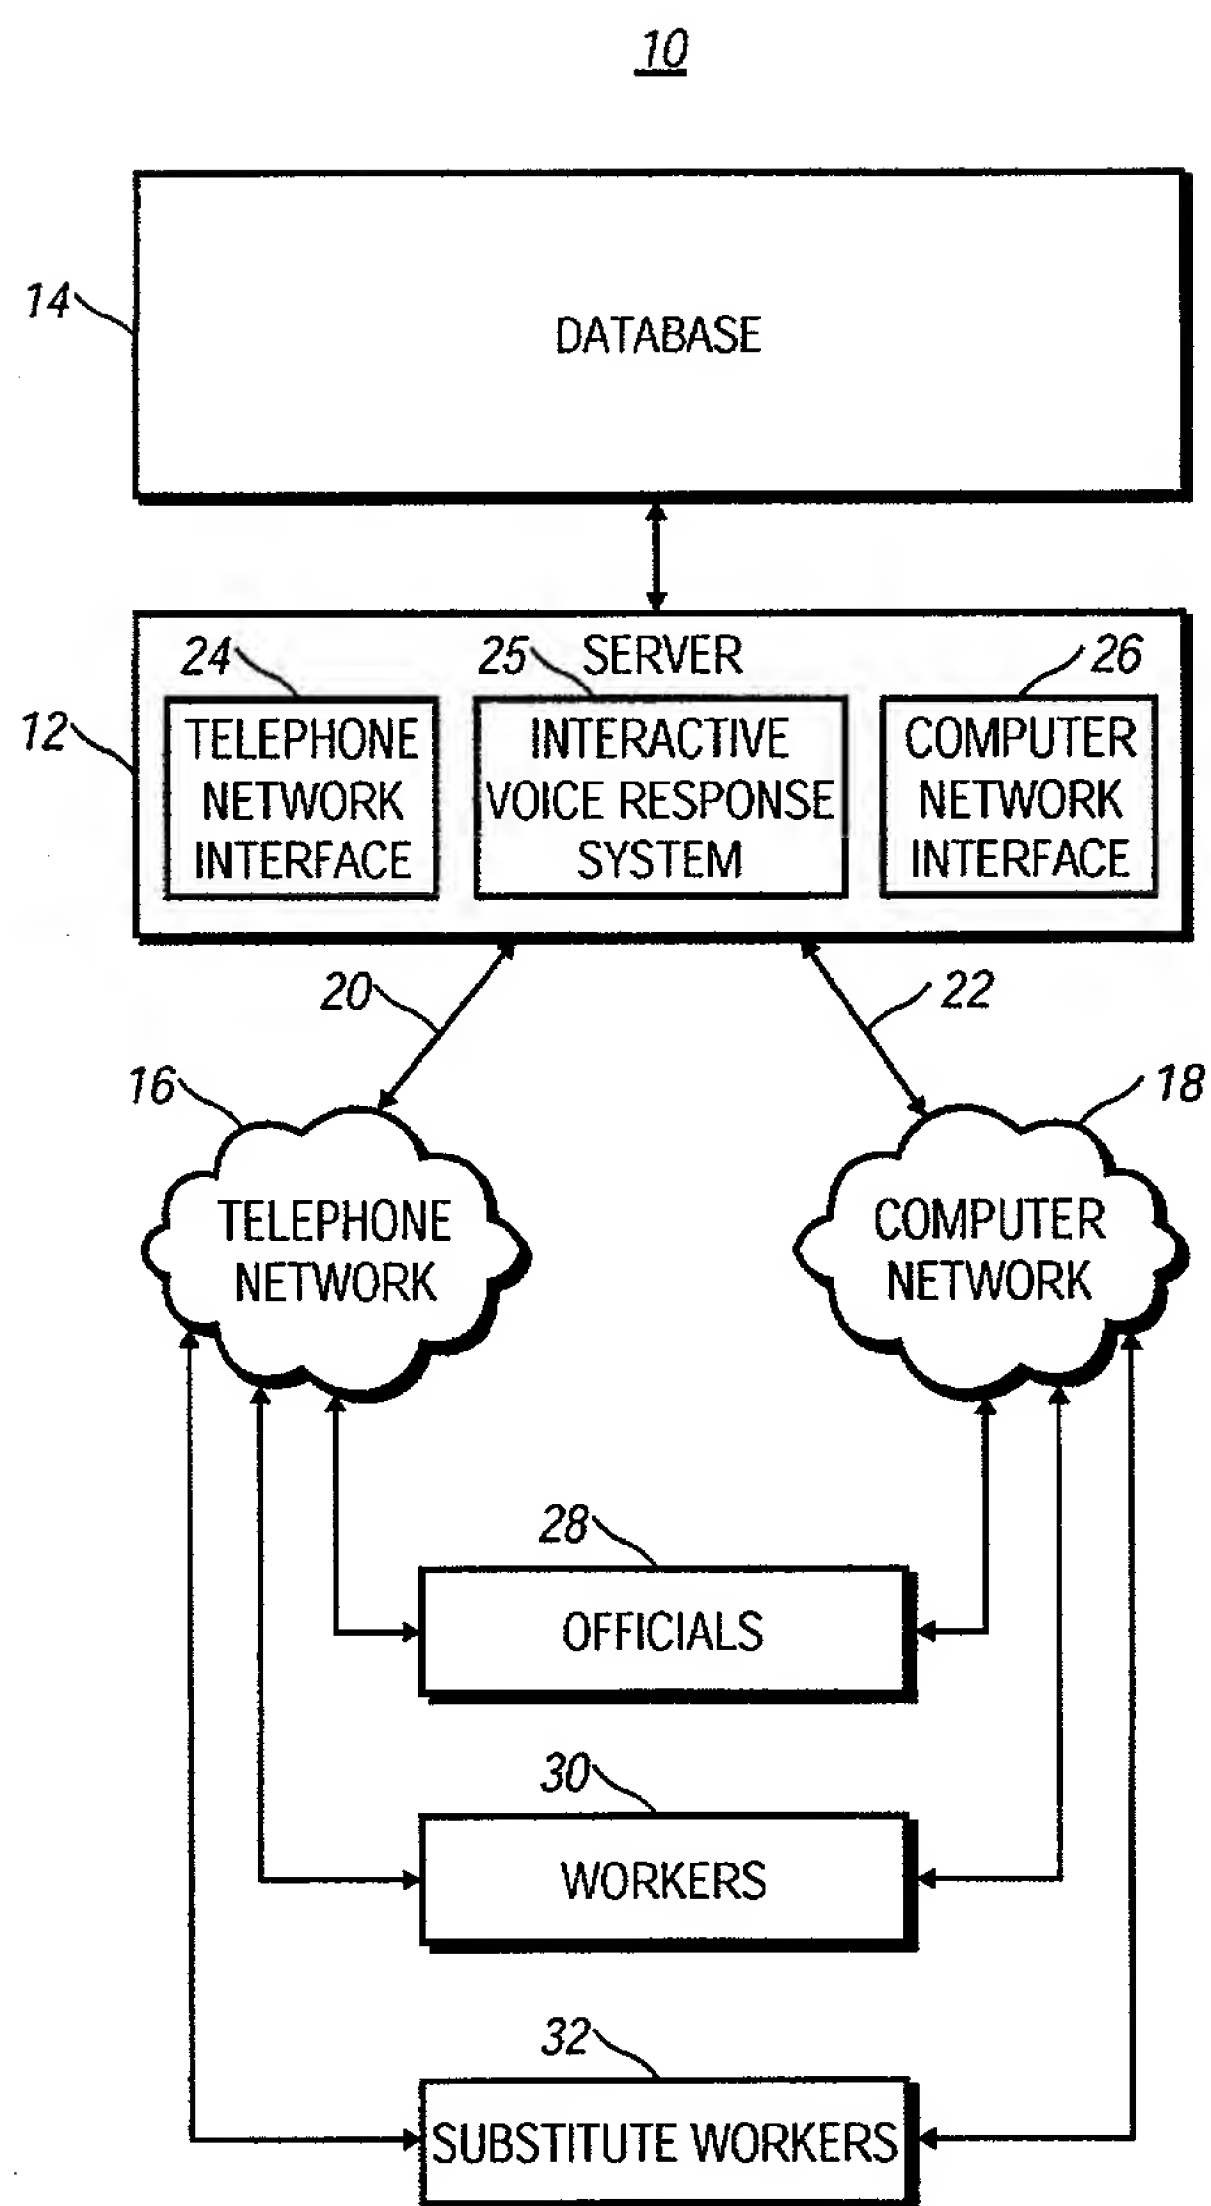 10
14
DATABASE
24
25
SERVER
26
12
TELEPHONE
NETWORK
INTERFACE
INTERACTIVE
VOICE RESPONSE
SYSTEM
COMPUTER
NETWORK
INTERFACE
20
22
16
18
TELEPHONE
NETWORK
COMPUTER
NETWORK
28
OFFICIALS
30
WORKERS
32
SUBSTITUTE WORKERS